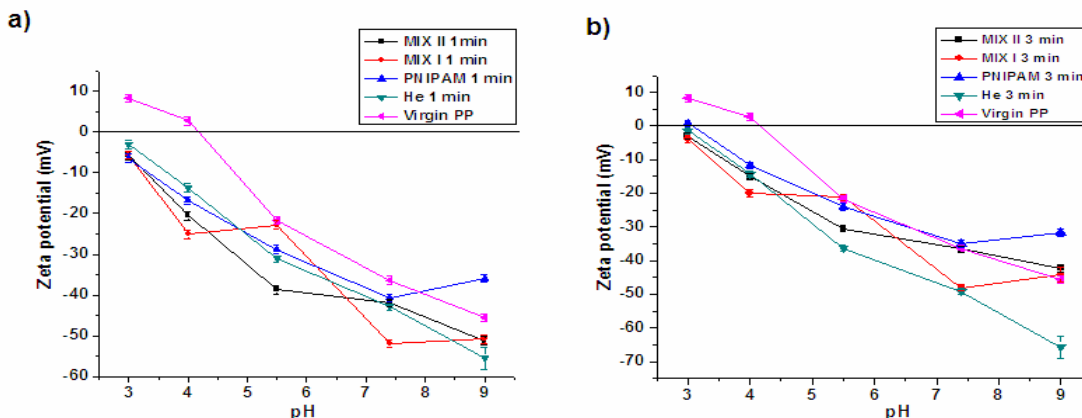 a)
MIX II 1min
MIX I 1 min
PNIPAM 1 min
He 1 min
Virgin PP
Zeta potential (mV)
10
0
-10
-20
-30
-40
-50
-60
3 4 5 6 7 8 9
pH
b)
MIX II 3 min
MIX I 3 min
PNIPAM 3 min
He 3 min
Virgin PP
Zeta potential (mV)
10
0
-10
-20
-30
-40
-50
-60
-70
3 4 5 6 7 8 9
pH